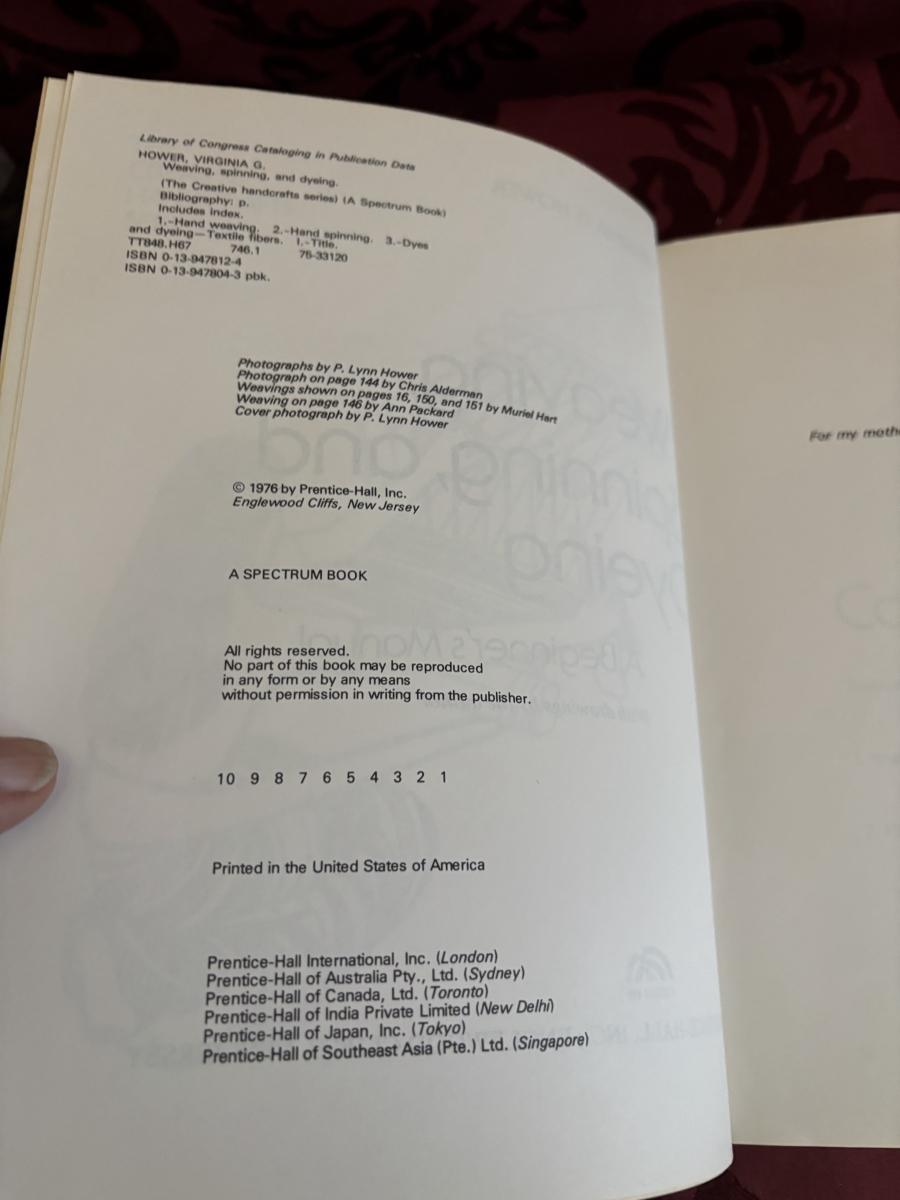 Library of Congress Cataloging in Publication Data
HOWER, VIRGINIA G.
Weaving, spinning, and dyeing.
(The Creative handcrafts series) (A Spectrum Book)
Bibliography: p.
Includes index.
1.-Hand weaving. 2.-Hand spinning. 3.-Dyes
and dyeing—Textile fibers. I.-Title.
TT848.H67 746.1 75-33120
ISBN 0-13-947812-4
ISBN 0-13-947804-3 pbk.
Photographs by P. Lynn Hower
Photograph on page 144 by Chris Alderman
Weavings shown on pages 16, 150, and 151 by Muriel Hart
Weaving on page 146 by Ann Packard
Cover photograph by P. Lynn Hower
© 1976 by Prentice-Hall, Inc.
Englewood Cliffs, New Jersey
A SPECTRUM BOOK
All rights reserved.
No part of this book may be reproduced
in any form or by any means
without permission in writing from the publisher.
10 9 8 7 6 5 4 3 2 1
Printed in the United States of America
Prentice-Hall International, Inc. (London)
Prentice-Hall of Australia Pty., Ltd. (Sydney)
Prentice-Hall of Canada, Ltd. (Toronto)
Prentice-Hall of India Private Limited (New Delhi)
Prentice-Hall of Japan, Inc. (Tokyo)
Prentice-Hall of Southeast Asia (Pte.) Ltd. (Singapore)
For my moth